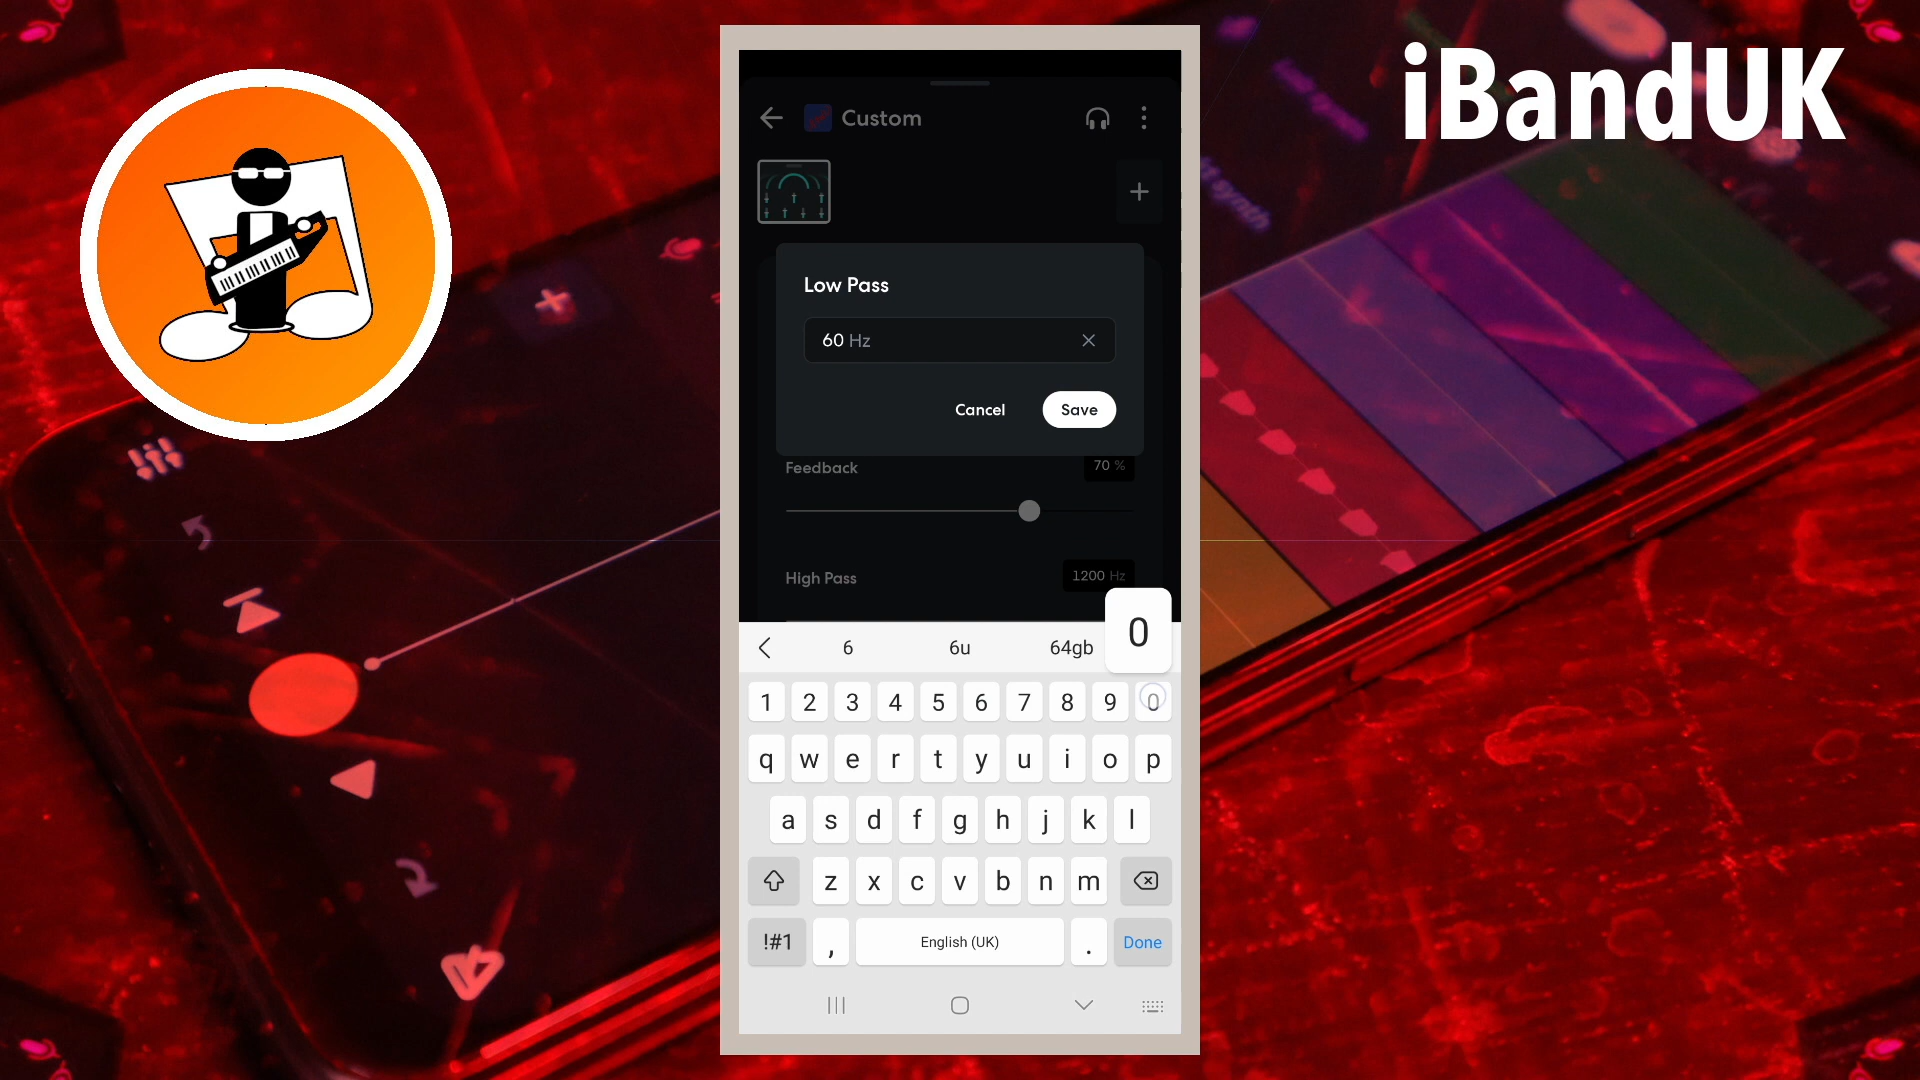 iBandUK
Custom
Low Pass
60 Hz
Cancel
Save
Feedback
70 %
High Pass
1200 Hz
0
6
6u
64gb
1 2 3 4 5 6 7 8 9 0
q w e r t y u i o p
a s d f g h j k l
z x c v b n m
!#1 , English (UK) . Done